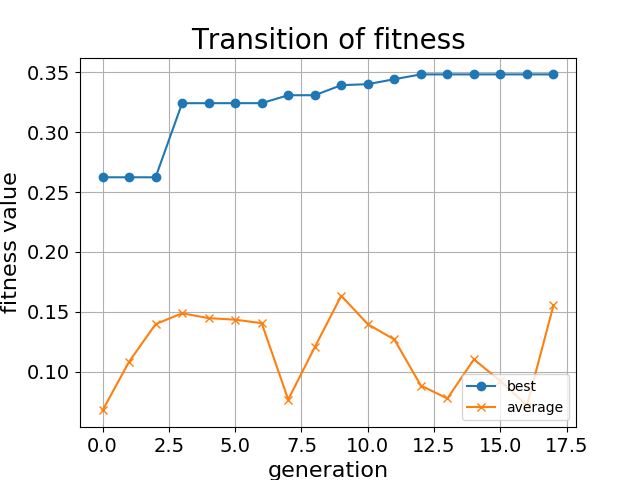 Transition of fitness
fitness value
0.35
0.30
0.25
0.20
0.15
0.10
0.0 2.5 5.0 7.5 10.0 12.5 15.0 17.5
generation
best
average